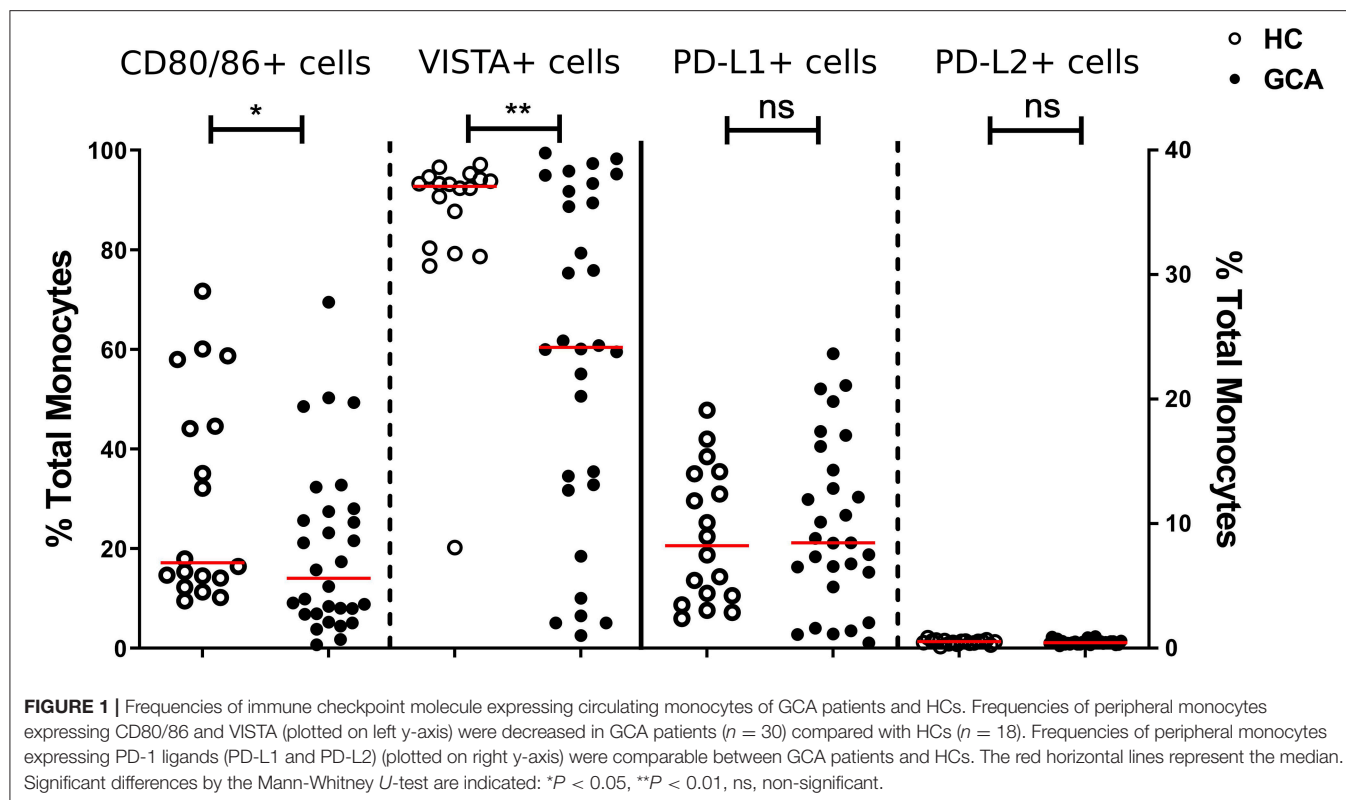 CD80/86+ cells VISTA+ cells PD-L1+ cells PD-L2+ cells
HC
GCA
* ** ns ns
% Total Monocytes
100
80
60
40
20
0
40
30
20
10
0
% Total Monocytes
FIGURE 1 | Frequencies of immune checkpoint molecule expressing circulating monocytes of GCA patients and HCs. Frequencies of peripheral monocytes
expressing CD80/86 and VISTA (plotted on left y-axis) were decreased in GCA patients (n = 30) compared with HCs (n = 18). Frequencies of peripheral monocytes
expressing PD-1 ligands (PD-L1 and PD-L2) (plotted on right y-axis) were comparable between GCA patients and HCs. The red horizontal lines represent the median.
Significant differences by the Mann-Whitney U-test are indicated: *P < 0.05, **P < 0.01, ns, non-significant.